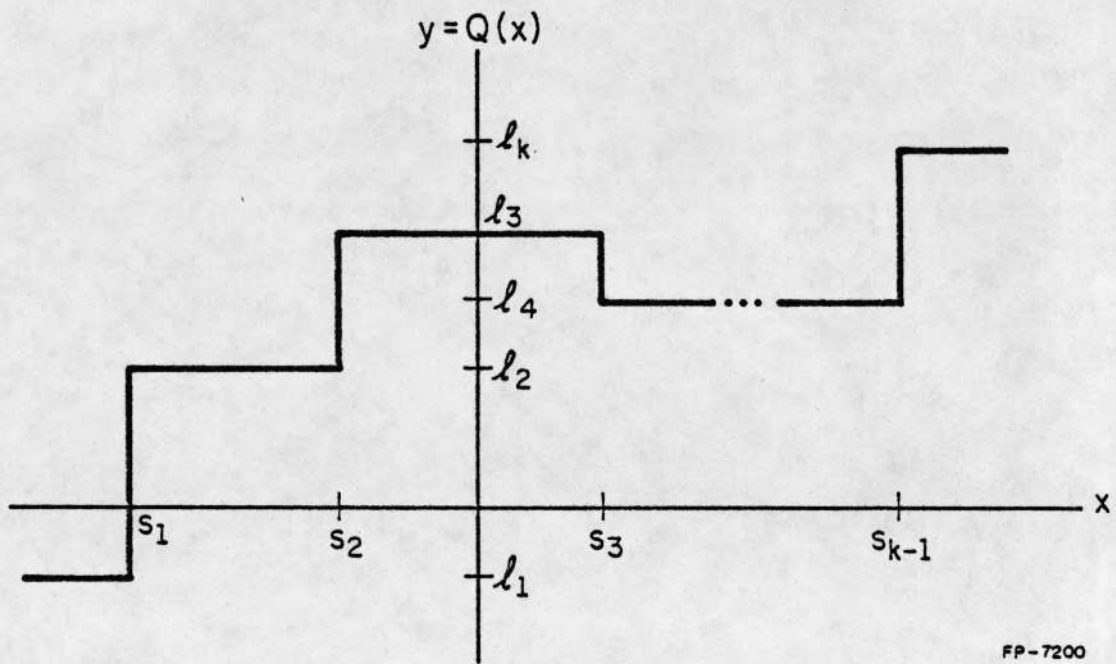 y = Q(x)
ℓk
ℓ3
ℓ4
ℓ2
x
s1
s2
s3
sk-1
ℓ1
FP-7200